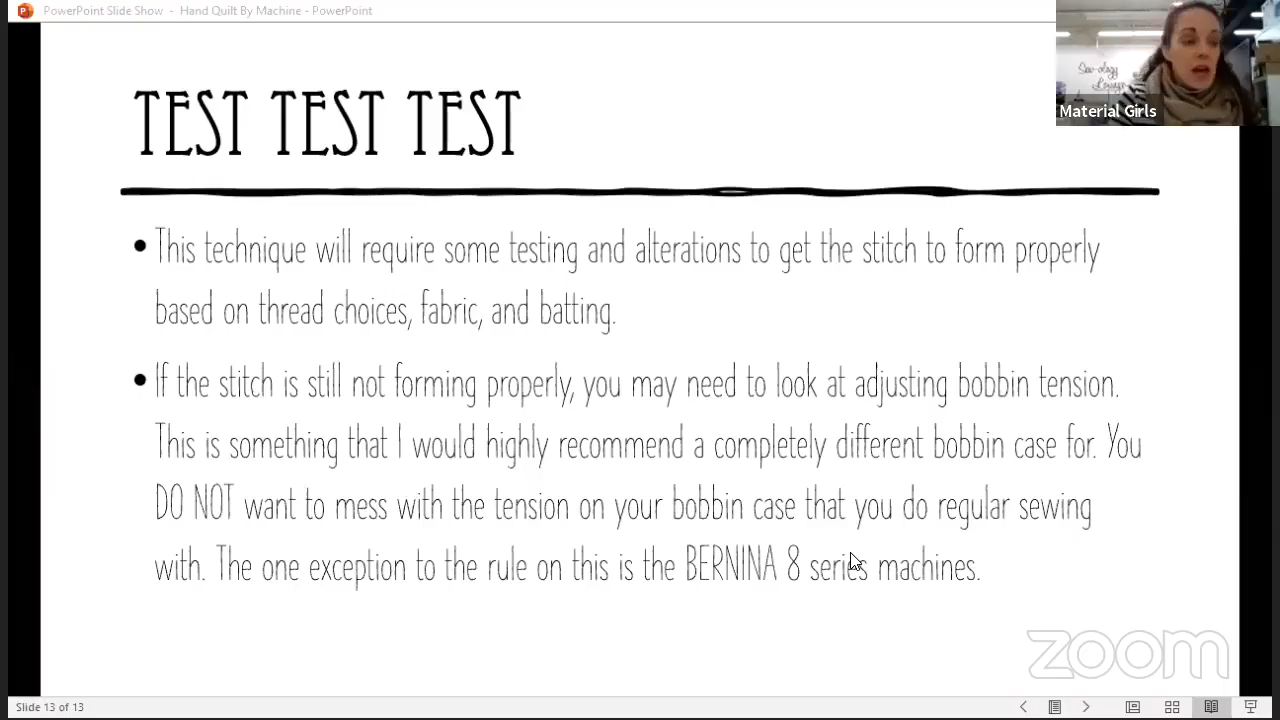 PowerPoint Slide Show - Hand Quilt By Machine - PowerPoint
Sew-ology
Lounge
Material Girls
TEST TEST TEST
• This technique will require some testing and alterations to get the stitch to form properly
based on thread choices, fabric, and batting.
• If the stitch is still not forming properly, you may need to look at adjusting bobbin tension.
This is something that I would highly recommend a completely different bobbin case for. You
DO NOT want to mess with the tension on your bobbin case that you do regular sewing
with. The one exception to the rule on this is the BERNINA 8 series machines.
zoom
Slide 13 of 13